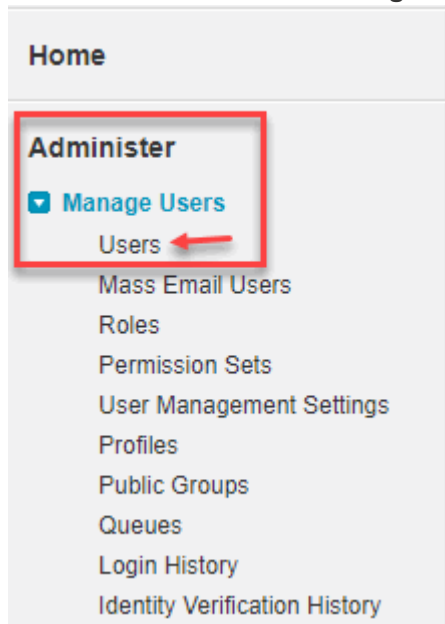 Home
Administer
Manage Users
Users
Mass Email Users
Roles
Permission Sets
User Management Settings
Profiles
Public Groups
Queues
Login History
Identity Verification History